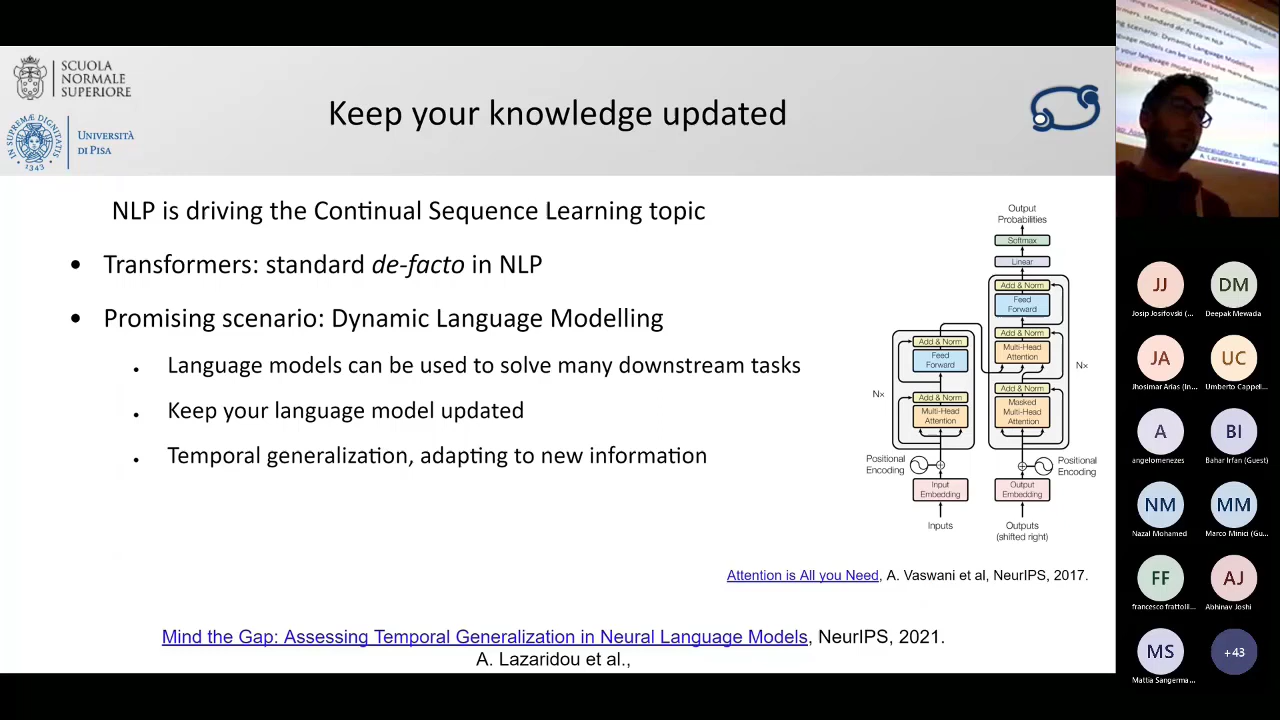 SCUOLA
NORMALE
SUPERIORE
IN SUPREMÆ DIGNITATIS
1343
UNIVERSITÀ
DI PISA
Keep your knowledge updated
NLP is driving the Continual Sequence Learning topic
• Transformers: standard de-facto in NLP
• Promising scenario: Dynamic Language Modelling
• Language models can be used to solve many downstream tasks
• Keep your language model updated
• Temporal generalization, adapting to new information
Output
Probabilities
Softmax
Linear
Add & Norm
Feed
Forward
Add & Norm
Multi-Head
Attention
Add & Norm
Masked
Multi-Head
Attention
Nx
Add & Norm
Feed
Forward
Add & Norm
Multi-Head
Attention
Nx
Positional
Encoding
Positional
Encoding
Input
Embedding
Output
Embedding
Inputs
Outputs
(shifted right)
Attention is All you Need, A. Vaswani et al, NeurIPS, 2017.
Mind the Gap: Assessing Temporal Generalization in Neural Language Models, NeurIPS, 2021.
A. Lazaridou et al.,
JJ
Josip Josifovski (...
DM
Deepak Mewada
JA
Jhosimar Arias (In...
UC
Umberto Cappell...
A
angelomenezes
BI
Bahar Irfan (Guest)
NM
Nazal Mohamed
MM
Marco Minici (Gu...
FF
francesco frattolil...
AJ
Abhinav Joshi
MS
Mattia Sangerma...
+43